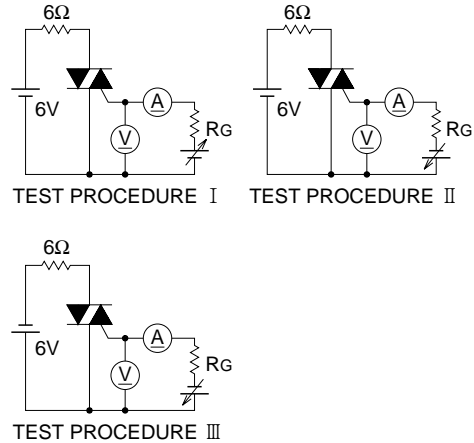 6Ω
6V
A
V
RG
TEST PROCEDURE Ⅰ
6Ω
6V
A
V
RG
TEST PROCEDURE Ⅱ
6Ω
6V
A
V
RG
TEST PROCEDURE Ⅲ